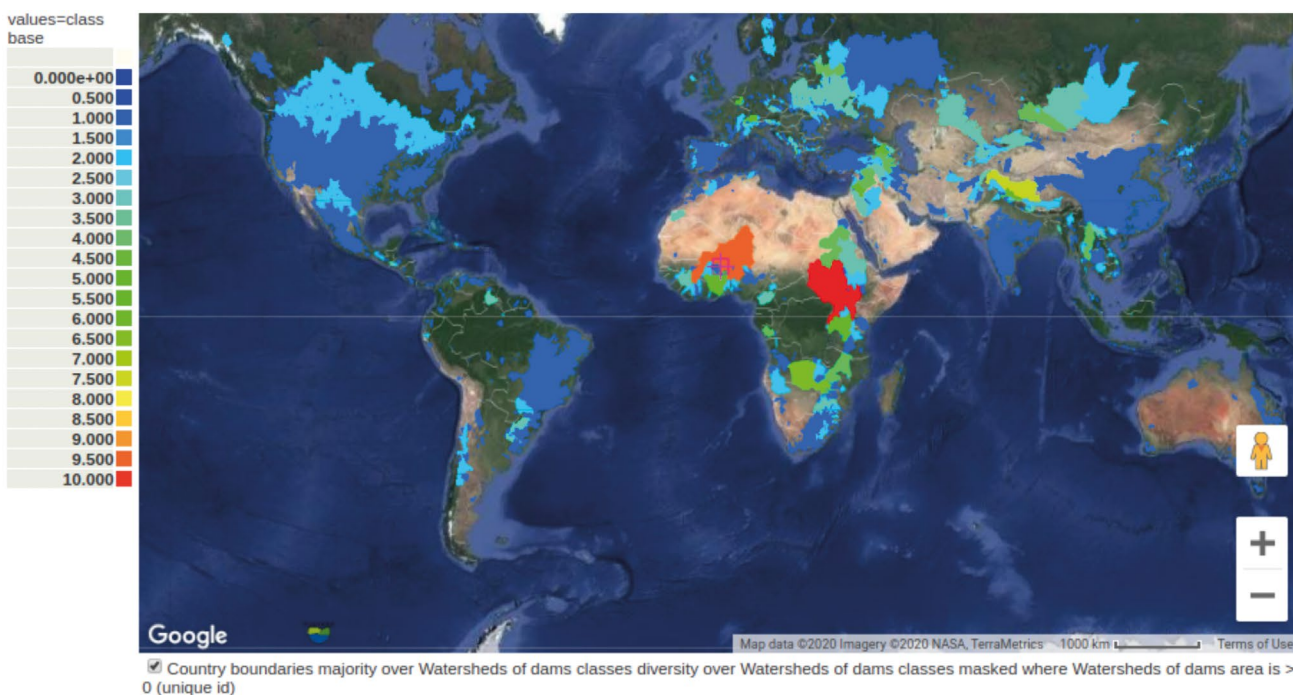 values=class
base
0.000e+00
0.500
1.000
1.500
2.000
2.500
3.000
3.500
4.000
4.500
5.000
5.500
6.000
6.500
7.000
7.500
8.000
8.500
9.000
9.500
10.000
Google
Map data ©2020 Imagery ©2020 NASA, TerraMetrics 1000 km Terms of Use
Country boundaries majority over Watersheds of dams classes diversity over Watersheds of dams classes masked where Watersheds of dams area is >
0 (unique id)